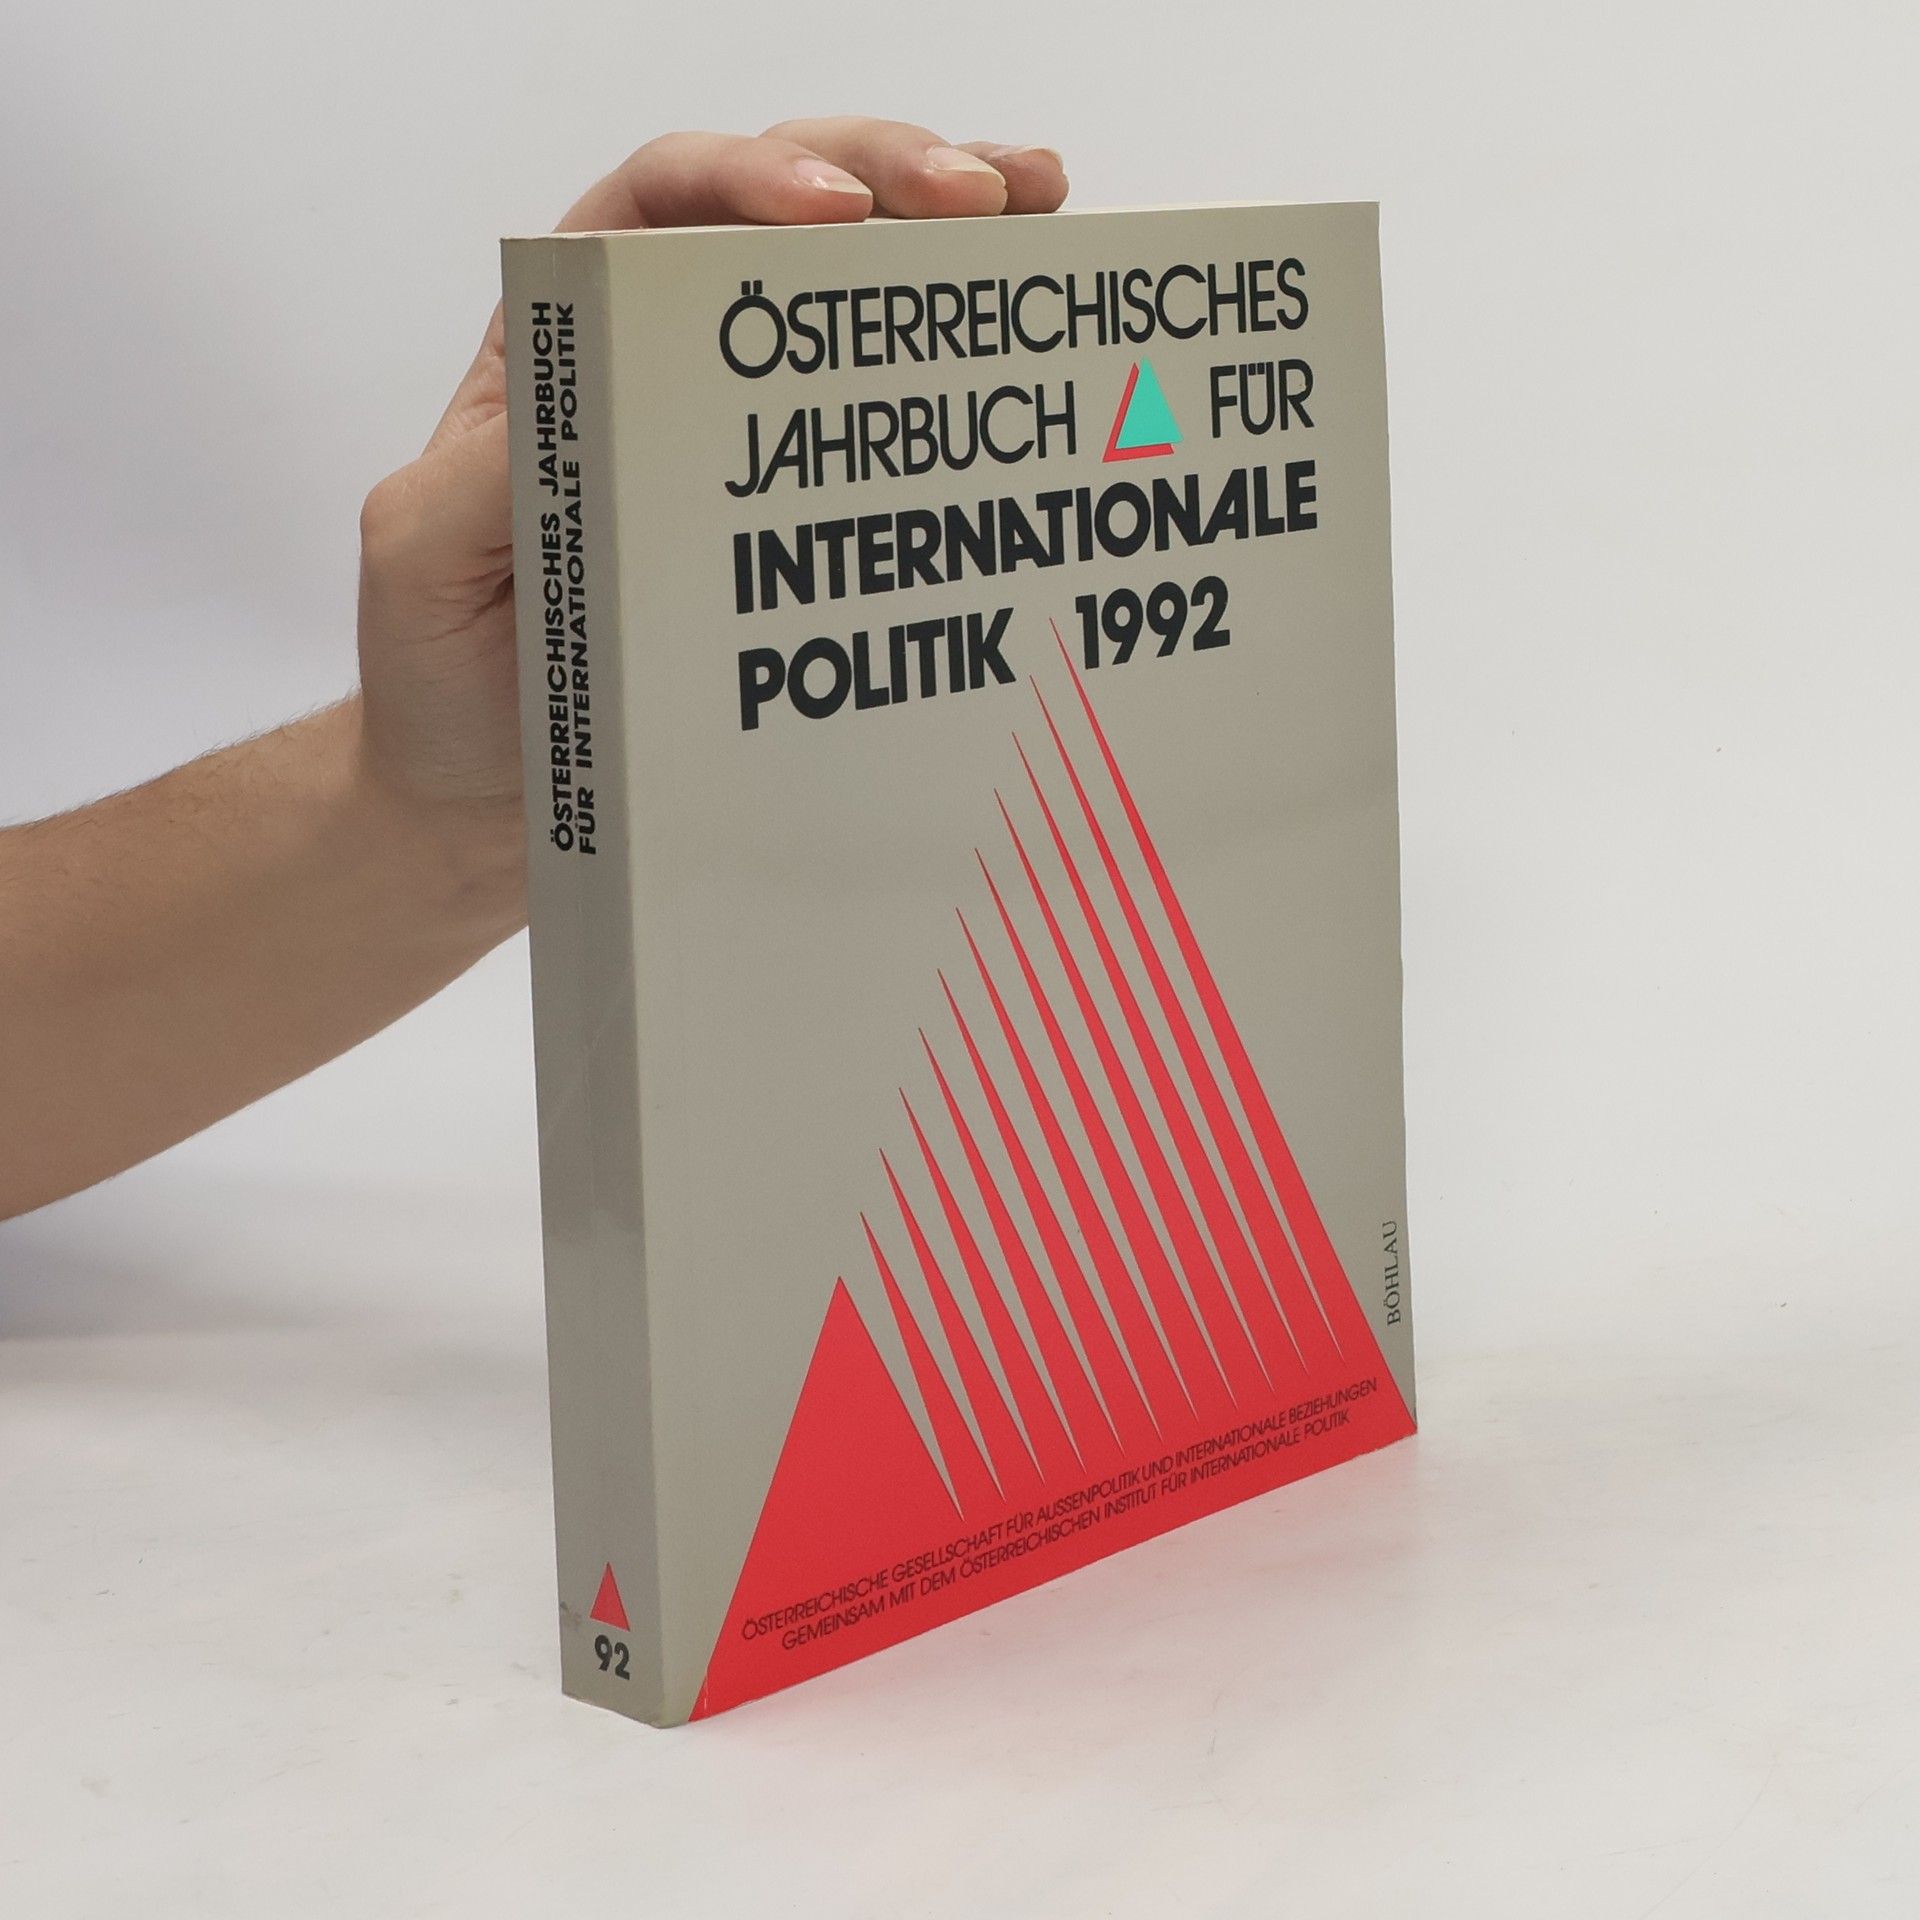 ÖSTERREICHISCHES JAHRBUCH
FÜR INTERNATIONALE POLITIK
92
ÖSTERREICHISCHES
JAHRBUCH FÜR
INTERNATIONALE
POLITIK 1992
BÖHLAU
ÖSTERREICHISCHE GESELLSCHAFT FÜR AUSSENPOLITIK UND INTERNATIONALE BEZIEHUNGEN
GEMEINSAM MIT DEM ÖSTERREICHISCHEN INSTITUT FÜR INTERNATIONALE POLITIK